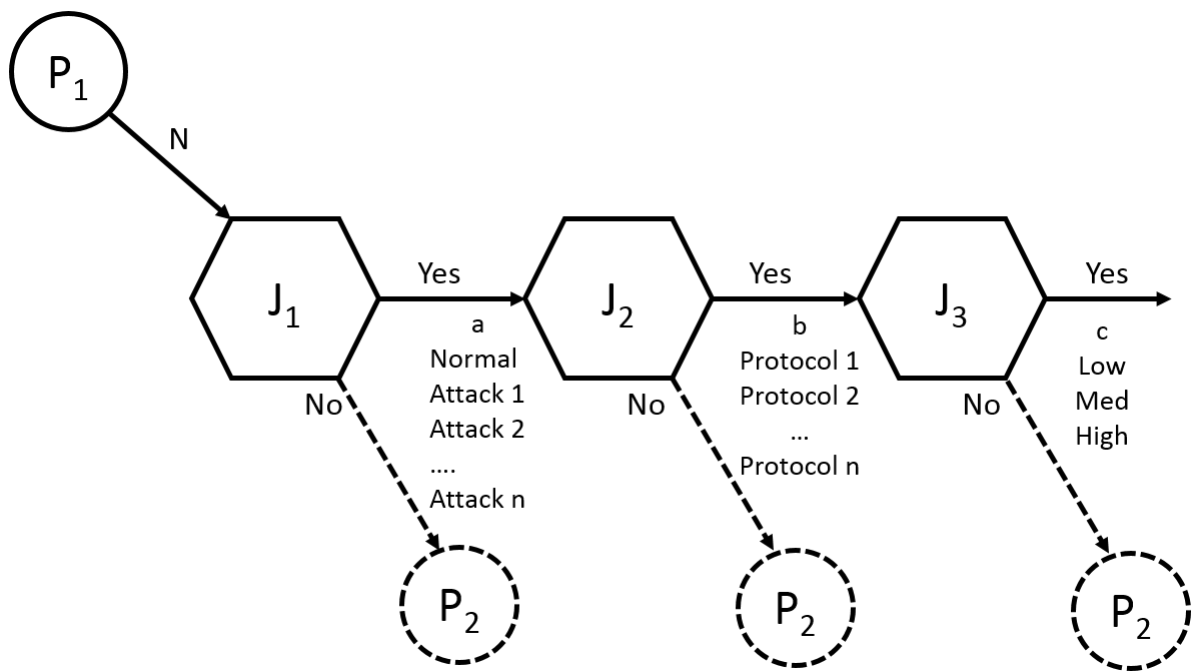 P1
N
J1
Yes
a
Normal
Attack 1
Attack 2
....
Attack n
No
P2
J2
Yes
b
Protocol 1
Protocol 2
...
Protocol n
No
P2
J3
Yes
c
Low
Med
High
No
P2